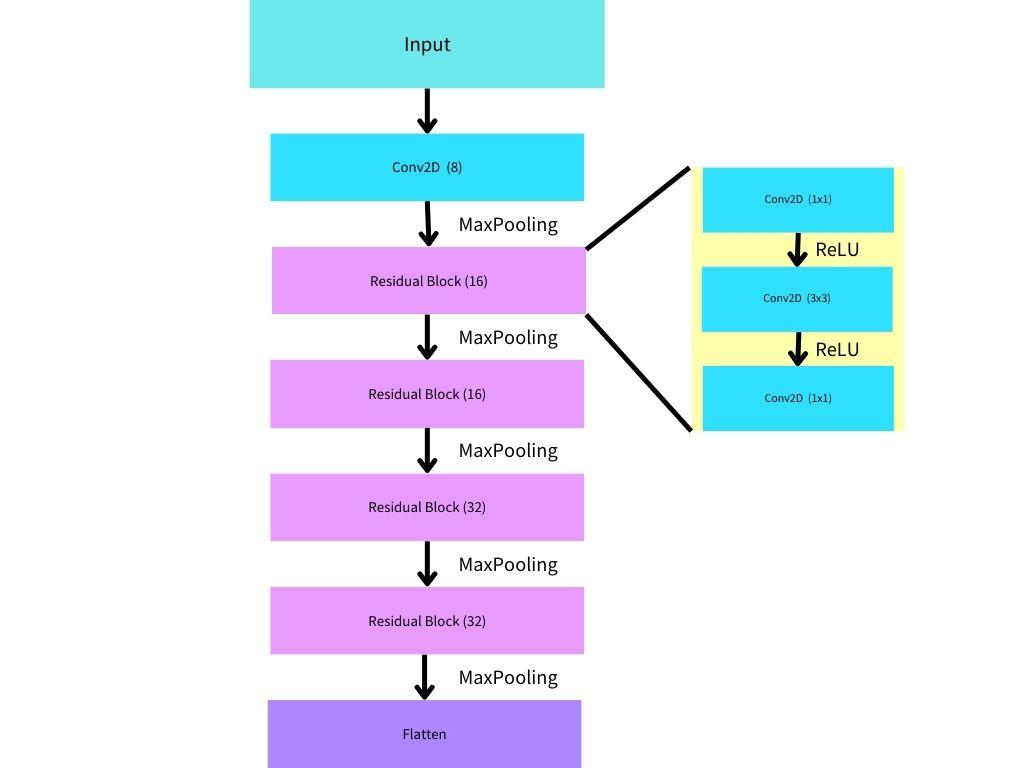 Input
Conv2D (8)
MaxPooling
Residual Block (16)
MaxPooling
Residual Block (16)
MaxPooling
Residual Block (32)
MaxPooling
Residual Block (32)
MaxPooling
Flatten
Conv2D (1x1)
ReLU
Conv2D (3x3)
ReLU
Conv2D (1x1)